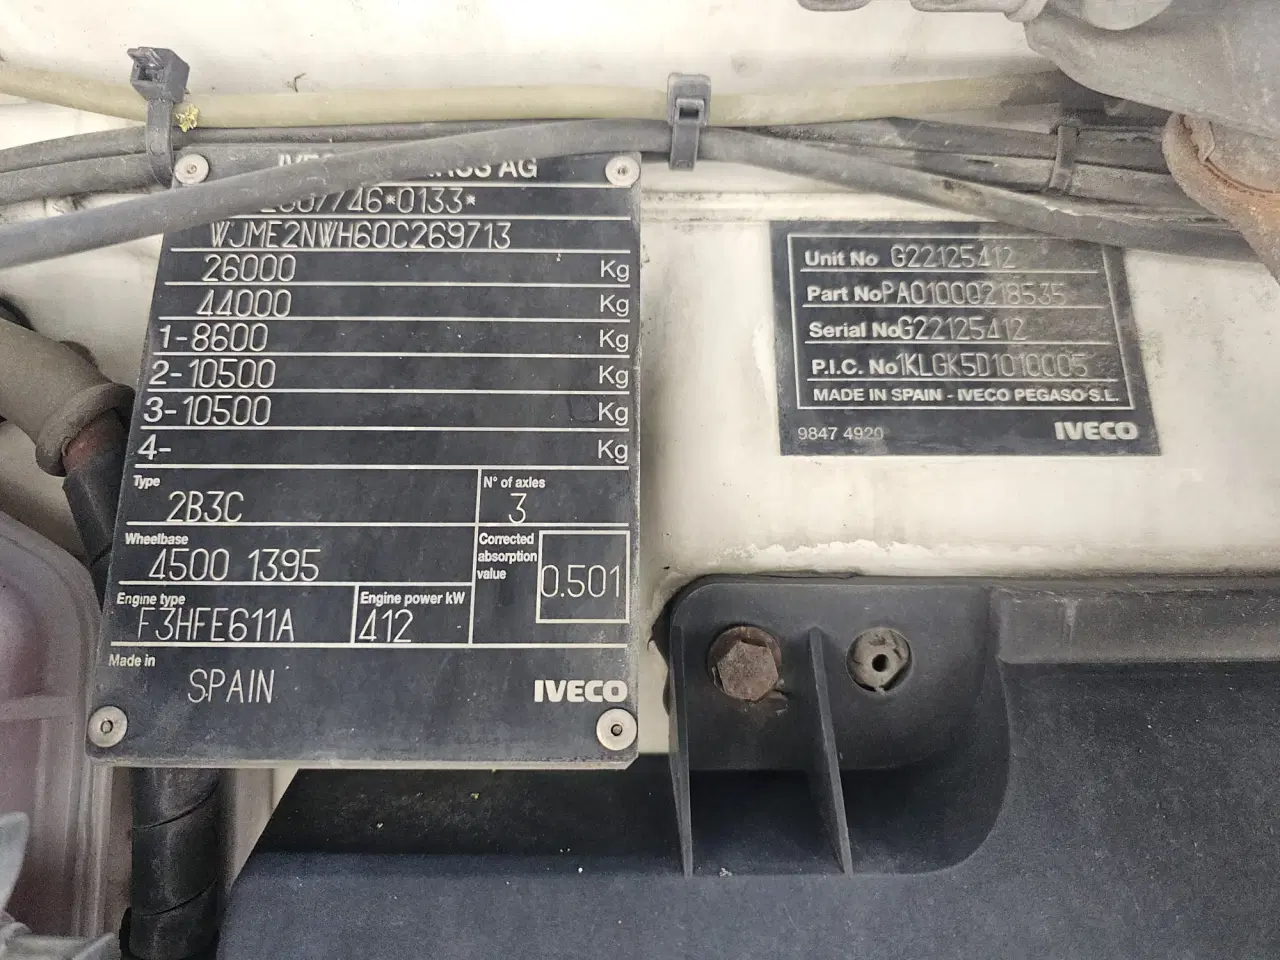 AG
7746*0133*
WJME2NWH60C269713
26000 Kg
44000 Kg
1-8600 Kg
2-10500 Kg
3-10500 Kg
4- Kg
Type
2B3C
N° of axles
3
Wheelbase
4500 1395
Corrected
absorption
value
0.501
Engine type
F3HFE611A
Engine power kW
412
Made in
SPAIN
IVECO
Unit No G22125412
Part No PA01000218535
Serial No G22125412
P.I.C. No 1KLGK5D1010005
MADE IN SPAIN - IVECO PEGASO S.L.
9847 4920
IVECO